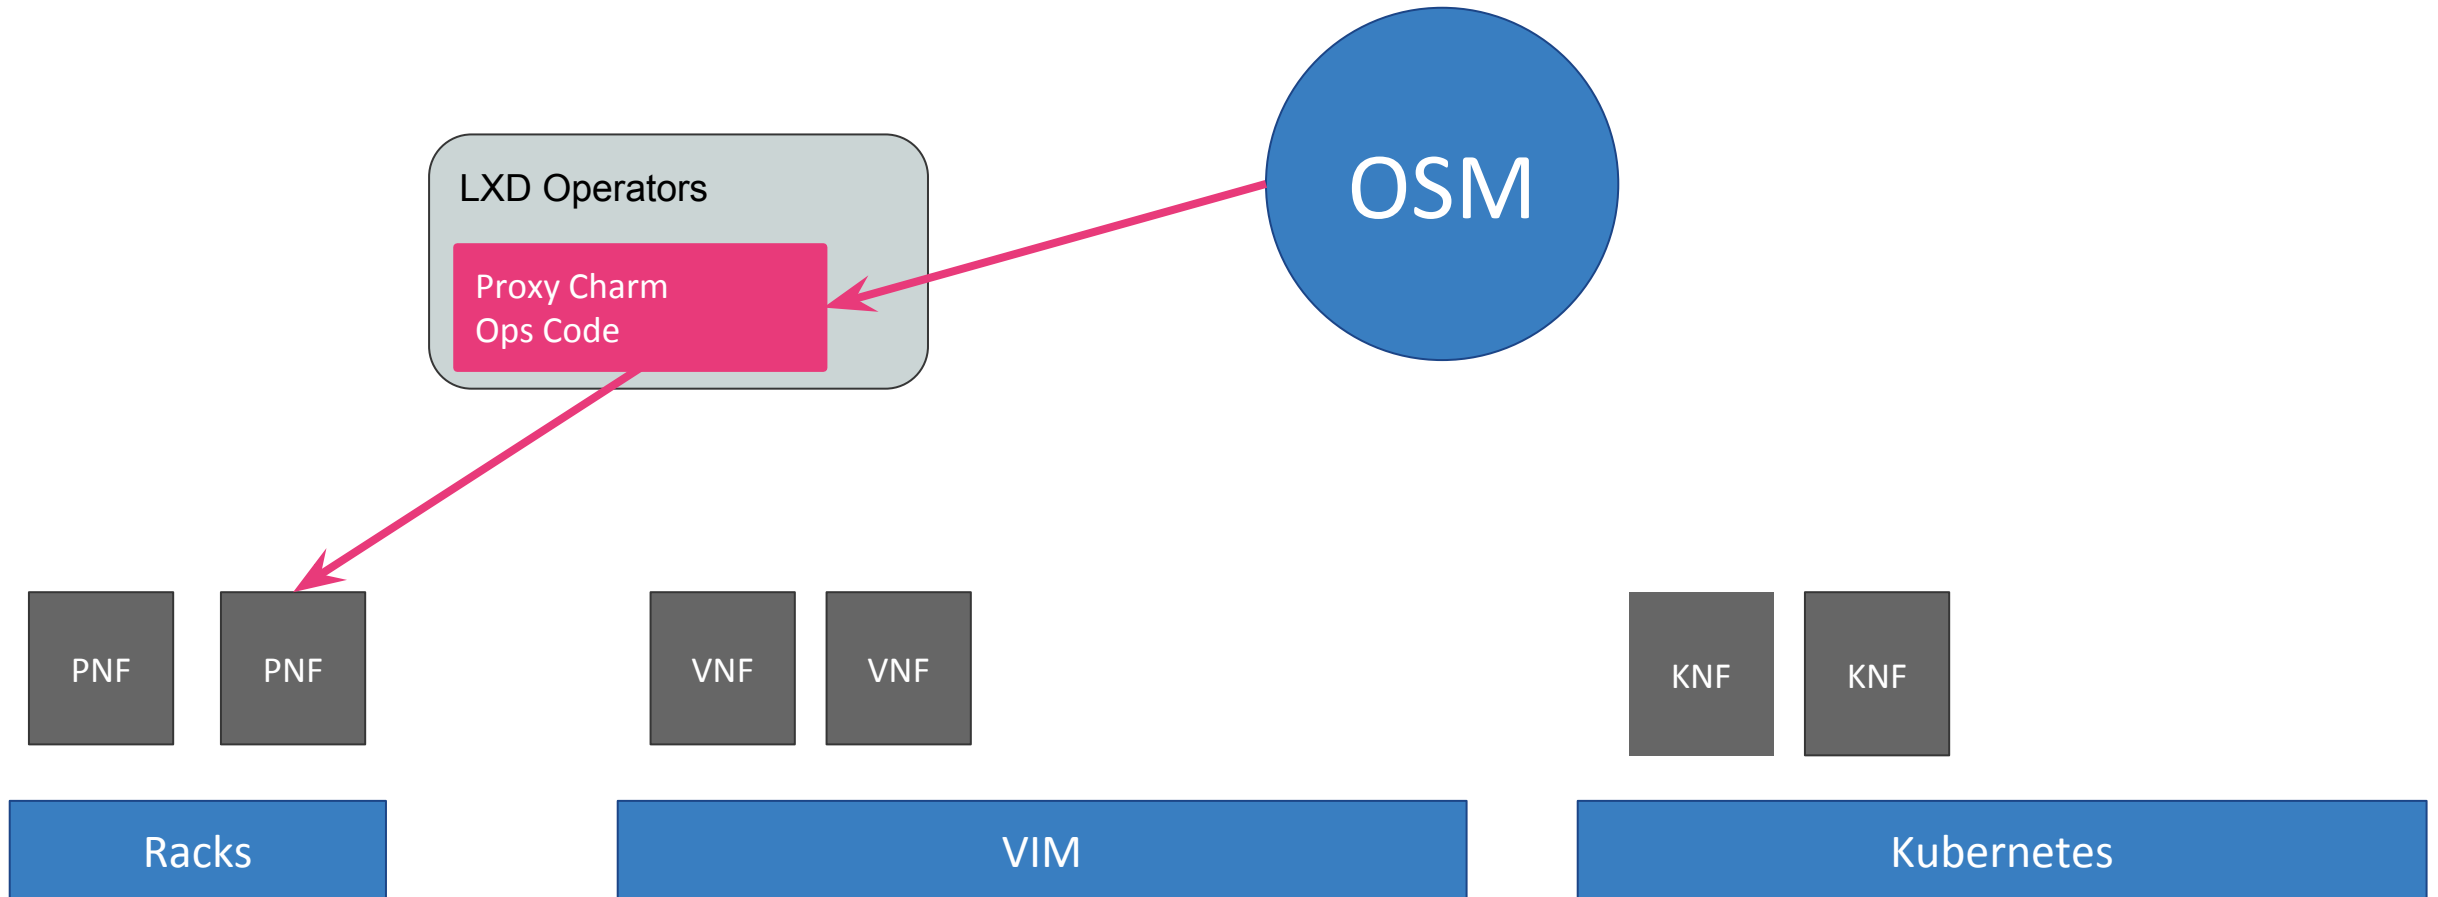 OSM
LXD Operators
Proxy Charm
Ops Code
PNF
PNF
VNF
VNF
KNF
KNF
Racks
VIM
Kubernetes